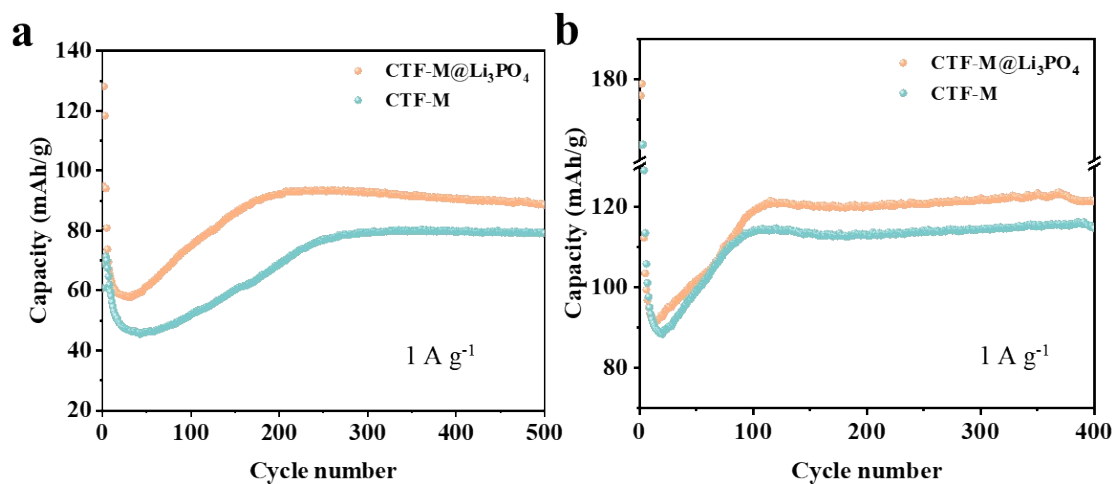 a
140
120
100
80
60
40
20
0
100
200
300
400
500
Capacity (mAh/g)
Cycle number
CTF-M@Li₃PO₄
CTF-M
1 A g⁻¹
b
180
120
100
80
0
100
200
300
400
Capacity (mAh/g)
Cycle number
CTF-M@Li₃PO₄
CTF-M
1 A g⁻¹